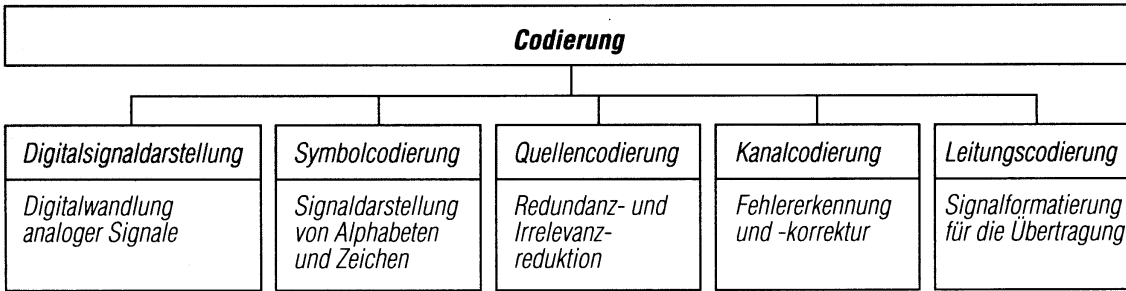 Codierung
Digitalsignaldarstellung
Digitalwandlung
analoger Signale
Symbolcodierung
Signaldarstellung
von Alphabeten
und Zeichen
Quellencodierung
Redundanz- und
Irrelevanz-
reduktion
Kanalcodierung
Fehlererkennung
und -korrektur
Leitungscodierung
Signalformatierung
für die Übertragung